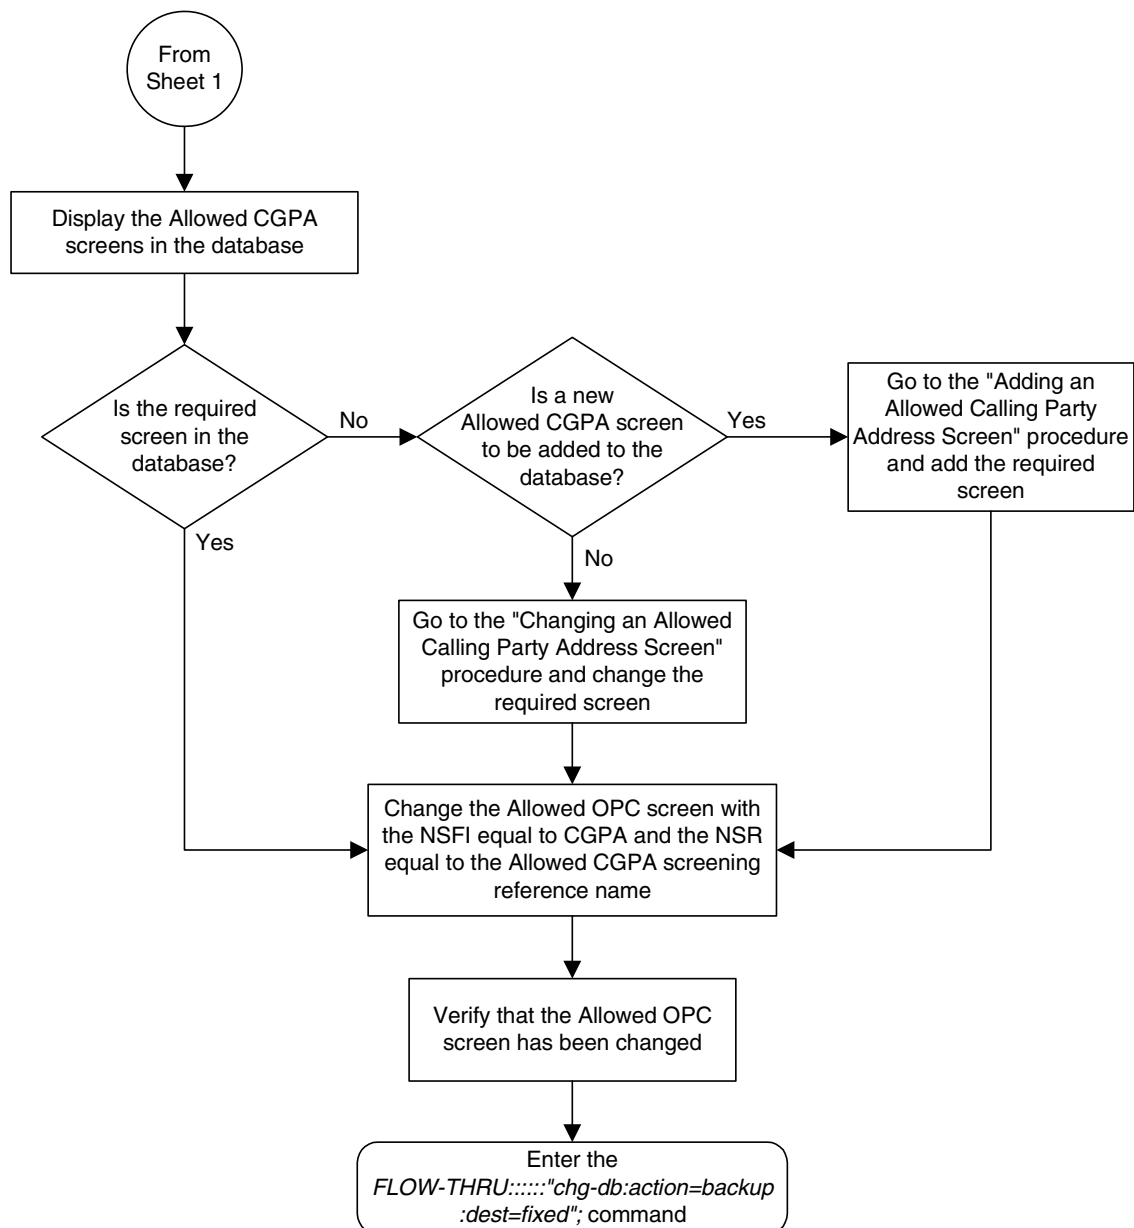 From
Sheet 1
Display the Allowed CGPA
screens in the database
Is the required
screen in the
database?
No
Yes
Is a new
Allowed CGPA screen
to be added to the
database?
Yes
No
Go to the "Adding an
Allowed Calling Party
Address Screen" procedure
and add the required
screen
Go to the "Changing an Allowed
Calling Party Address Screen"
procedure and change the
required screen
Change the Allowed OPC screen with
the NSFI equal to CGPA and the NSR
equal to the Allowed CGPA screening
reference name
Verify that the Allowed OPC
screen has been changed
Enter the
FLOW-THRU::::::"chg-db:action=backup
:dest=fixed"; command